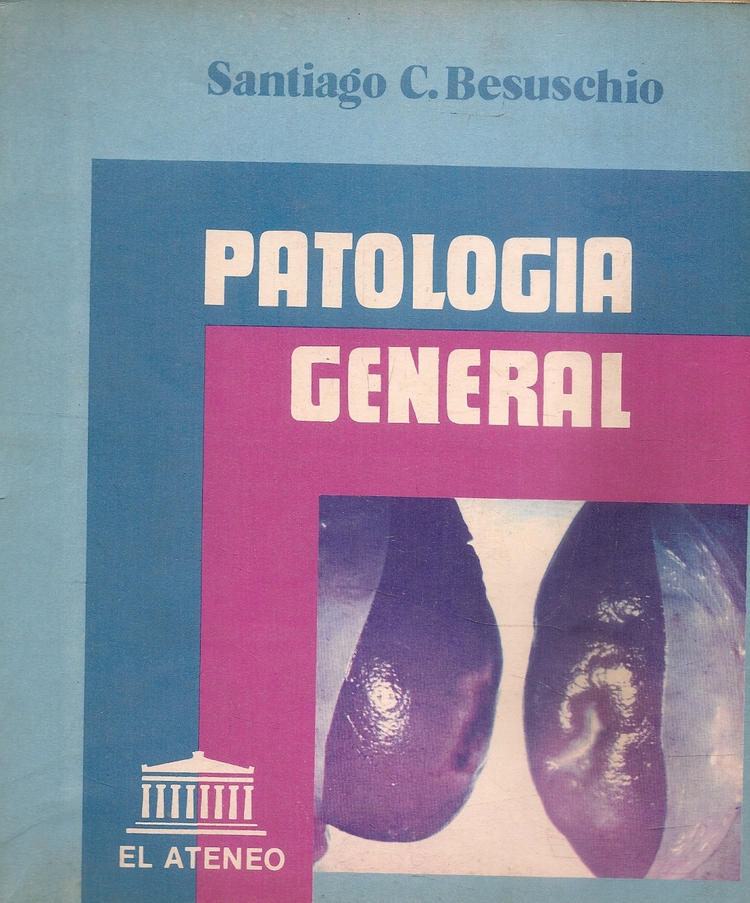 Santiago C. Besuschio
PATOLOGIA
GENERAL
EL ATENEO